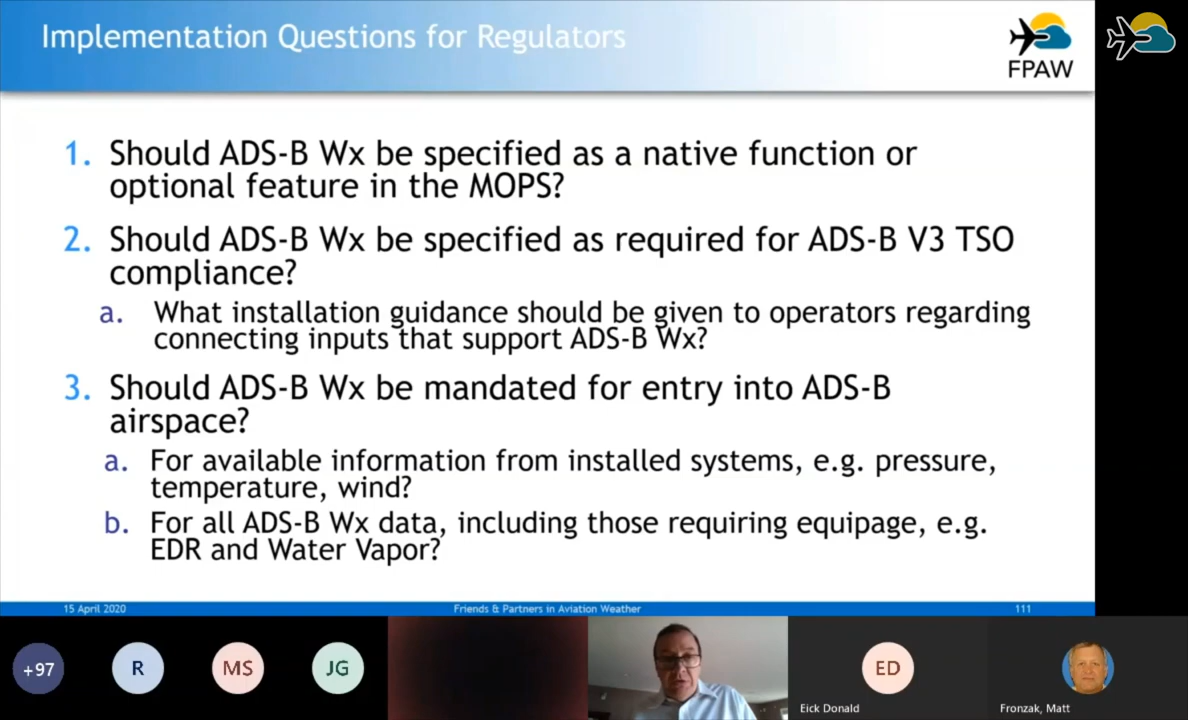 Implementation Questions for Regulators
FPAW
1. Should ADS-B Wx be specified as a native function or
optional feature in the MOPS?
2. Should ADS-B Wx be specified as required for ADS-B V3 TSO
compliance?
a. What installation guidance should be given to operators regarding
connecting inputs that support ADS-B Wx?
3. Should ADS-B Wx be mandated for entry into ADS-B
airspace?
a. For available information from installed systems, e.g. pressure,
temperature, wind?
b. For all ADS-B Wx data, including those requiring equipage, e.g.
EDR and Water Vapor?
15 April 2020
Friends & Partners in Aviation Weather
111
+97
R
MS
JG
ED
Eick Donald
Fronzak, Matt